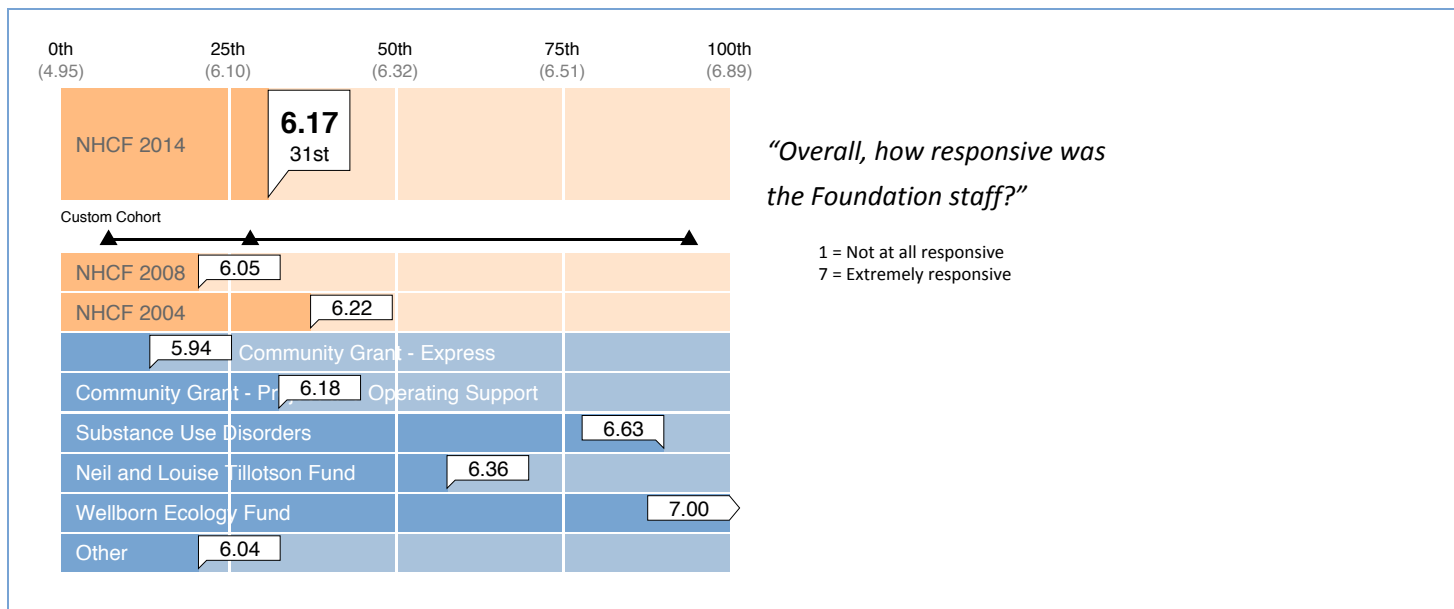 0th 25th 50th 75th 100th
(4.95) (6.10) (6.32) (6.51) (6.89)
NHCF 2014
6.17
31st
Custom Cohort
NHCF 2008 6.05
NHCF 2004 6.22
5.94 Community Grant - Express
Community Grant - 6.18 Operating Support
Substance Use Disorders 6.63
Neil and Louise Tillotson Fund 6.36
Wellborn Ecology Fund 7.00
Other 6.04
“Overall, how responsive was
the Foundation staff?”
1 = Not at all responsive
7 = Extremely responsive